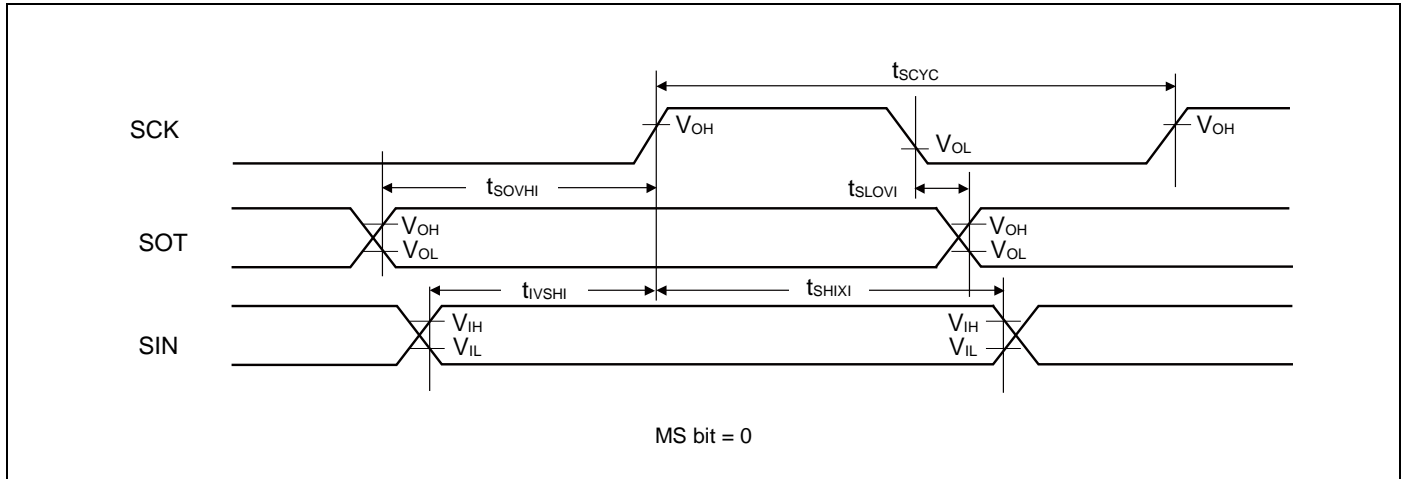 tSCYC
SCK
VOH
VOL
VOH
tSOVHI
tSLOVI
SOT
VOH
VOL
VOH
VOL
tIVSHI
tSHIXI
SIN
VIH
VIL
VIH
VIL
MS bit = 0